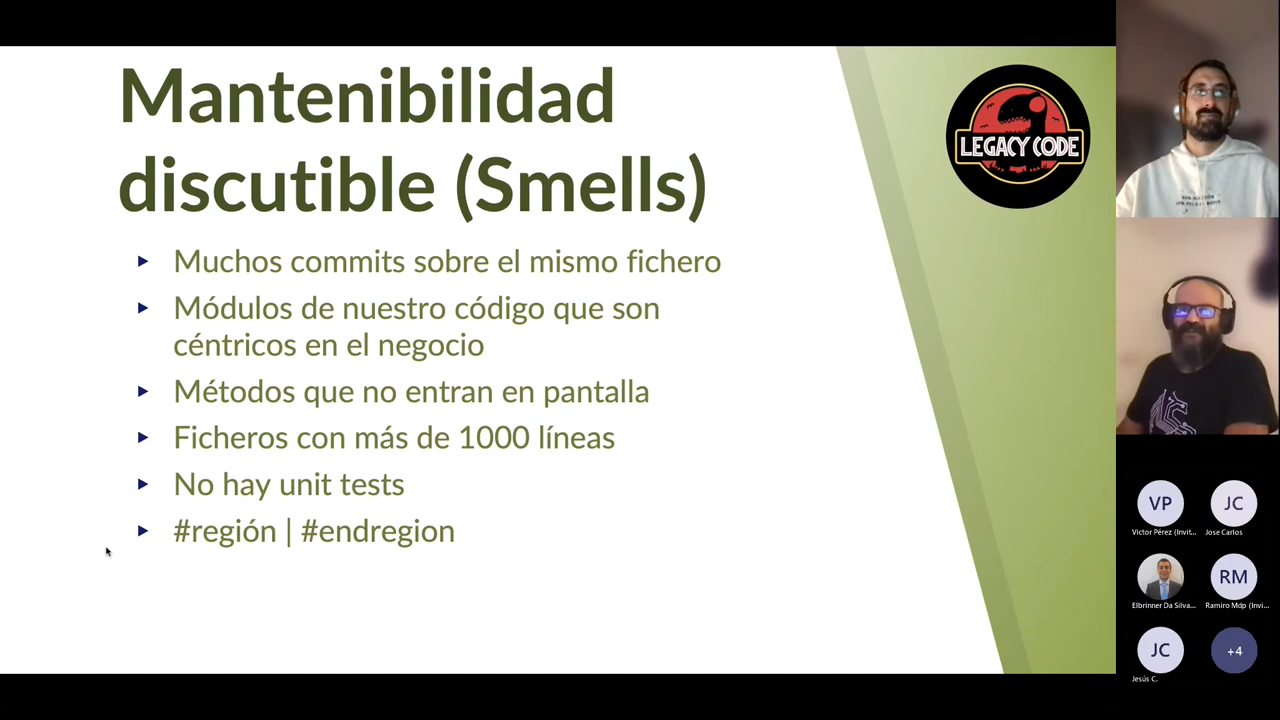 Mantenibilidad
discutible (Smells)
LEGACY CODE
Muchos commits sobre el mismo fichero
Módulos de nuestro código que son
céntricos en el negocio
Métodos que no entran en pantalla
Ficheros con más de 1000 líneas
No hay unit tests
#región | #endregion
VP
JC
Victor Pérez (Invit...
Jose Carlos
RM
Elbrinner Da Silva...
Ramiro Mdp (Invi...
JC
+4
Jesús C.